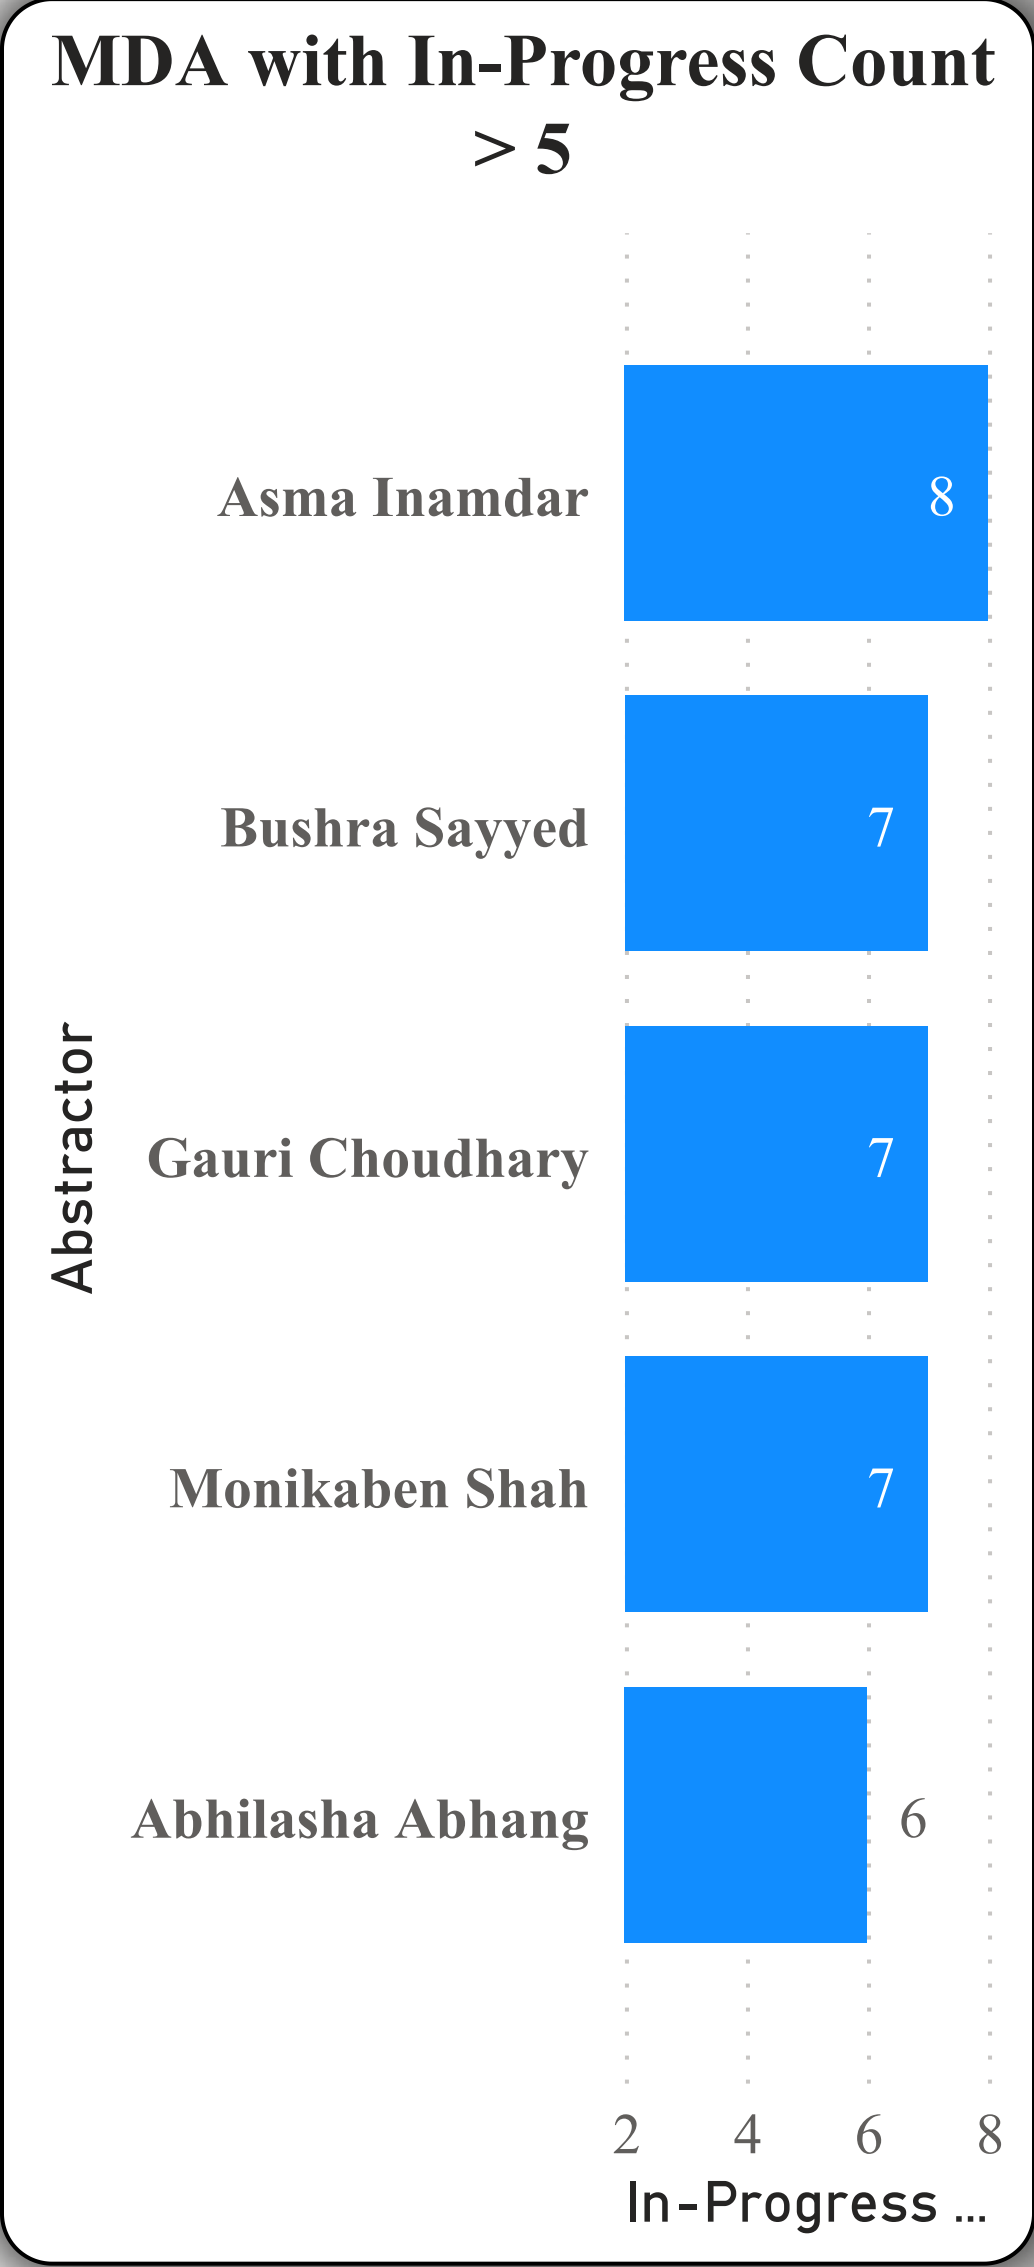 MDA with In-Progress Count
> 5
Abstractor
Asma Inamdar 8
Bushra Sayyed 7
Gauri Choudhary 7
Monikaben Shah 7
Abhilasha Abhang 6
2 4 6 8
In-Progress ...